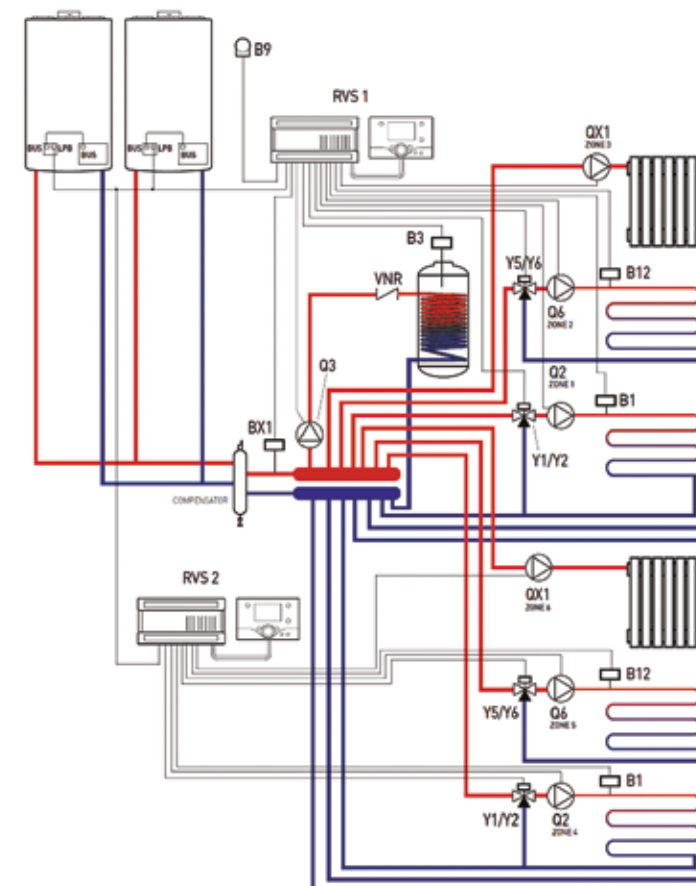 B9
RVS 1
QX1
ZONE 3
BUS
LPB
BUS
BUS
LPB
BUS
B3
Y5/Y6
B12
VNR
Q6
ZONE 2
Q3
Q2
ZONE 1
B1
BX1
Y1/Y2
COMPENSATER
RVS 2
QX1
ZONE 6
B12
Y5/Y6
Q6
ZONE 5
B1
Y1/Y2
Q2
ZONE 4